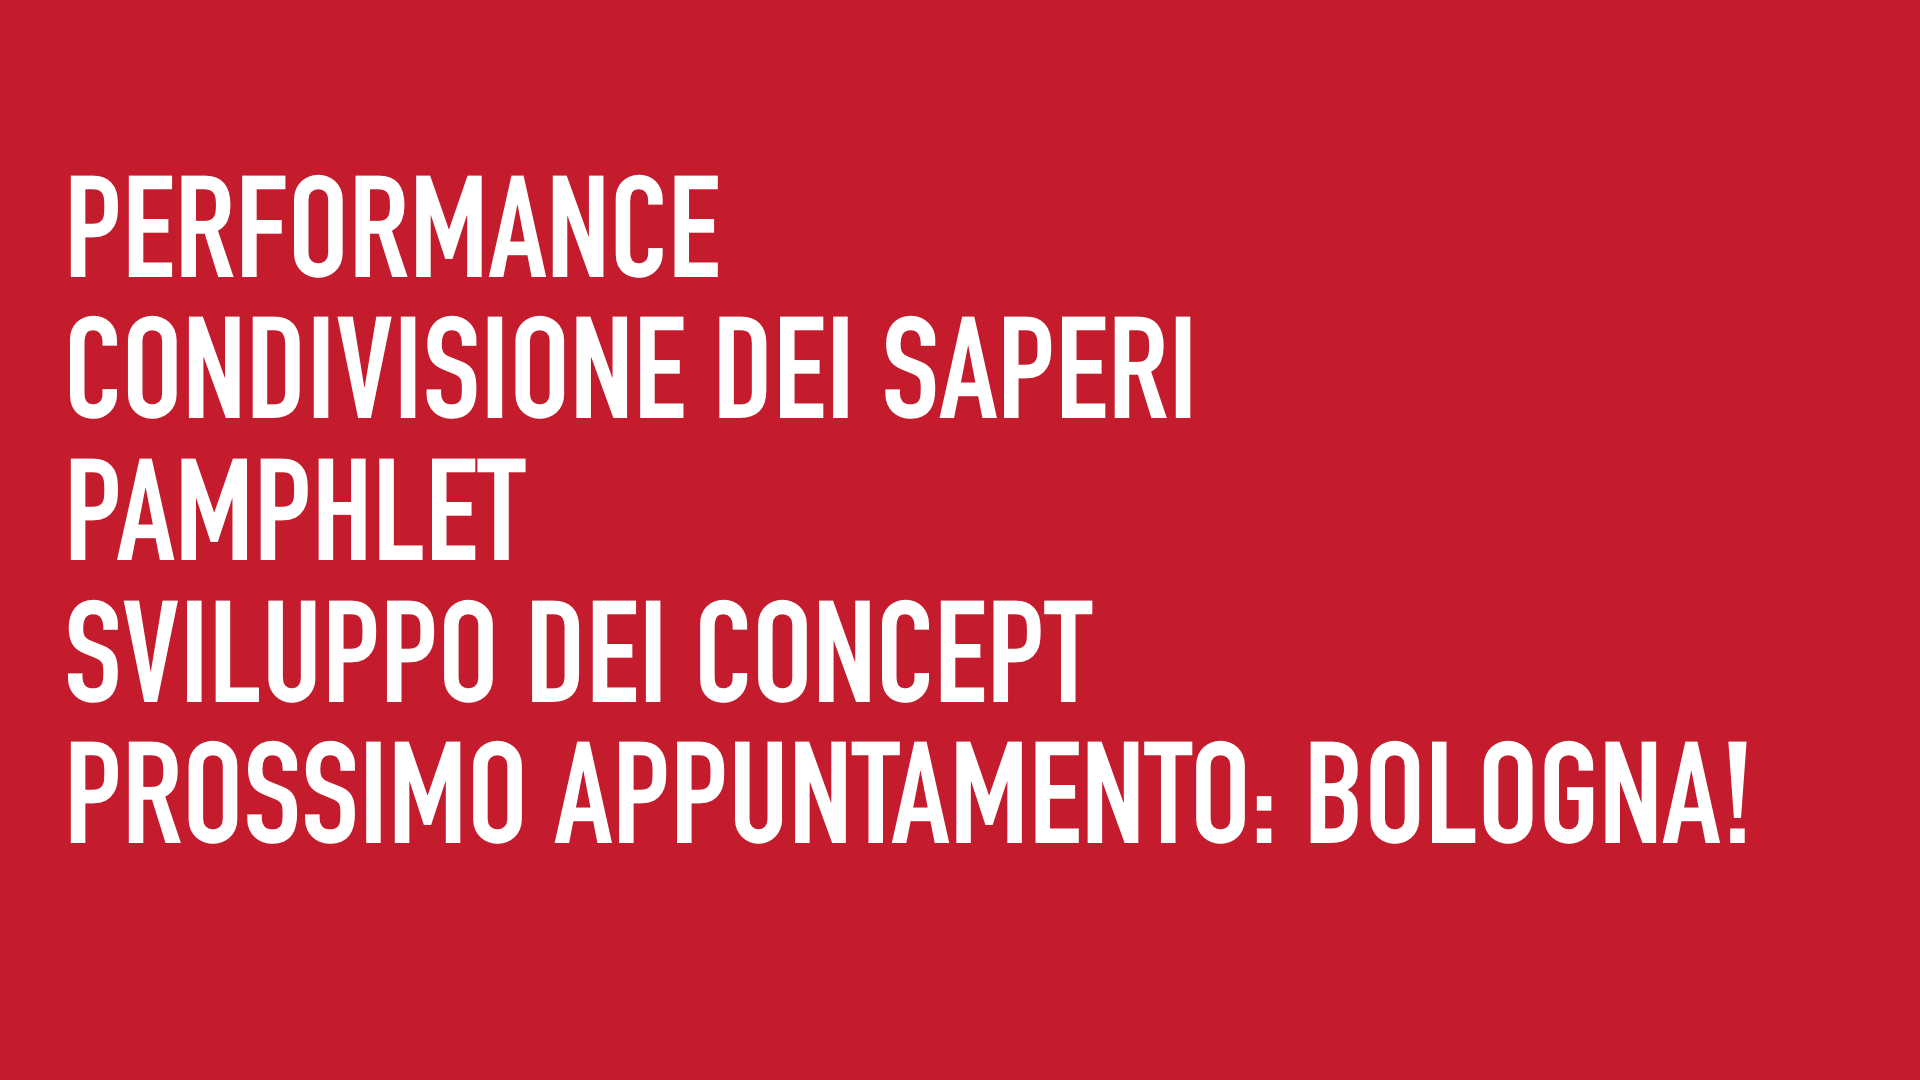 PERFORMANCE
CONDIVISIONE DEI SAPERI
PAMPHLET
SVILUPPO DEI CONCEPT
PROSSIMO APPUNTAMENTO: BOLOGNA!